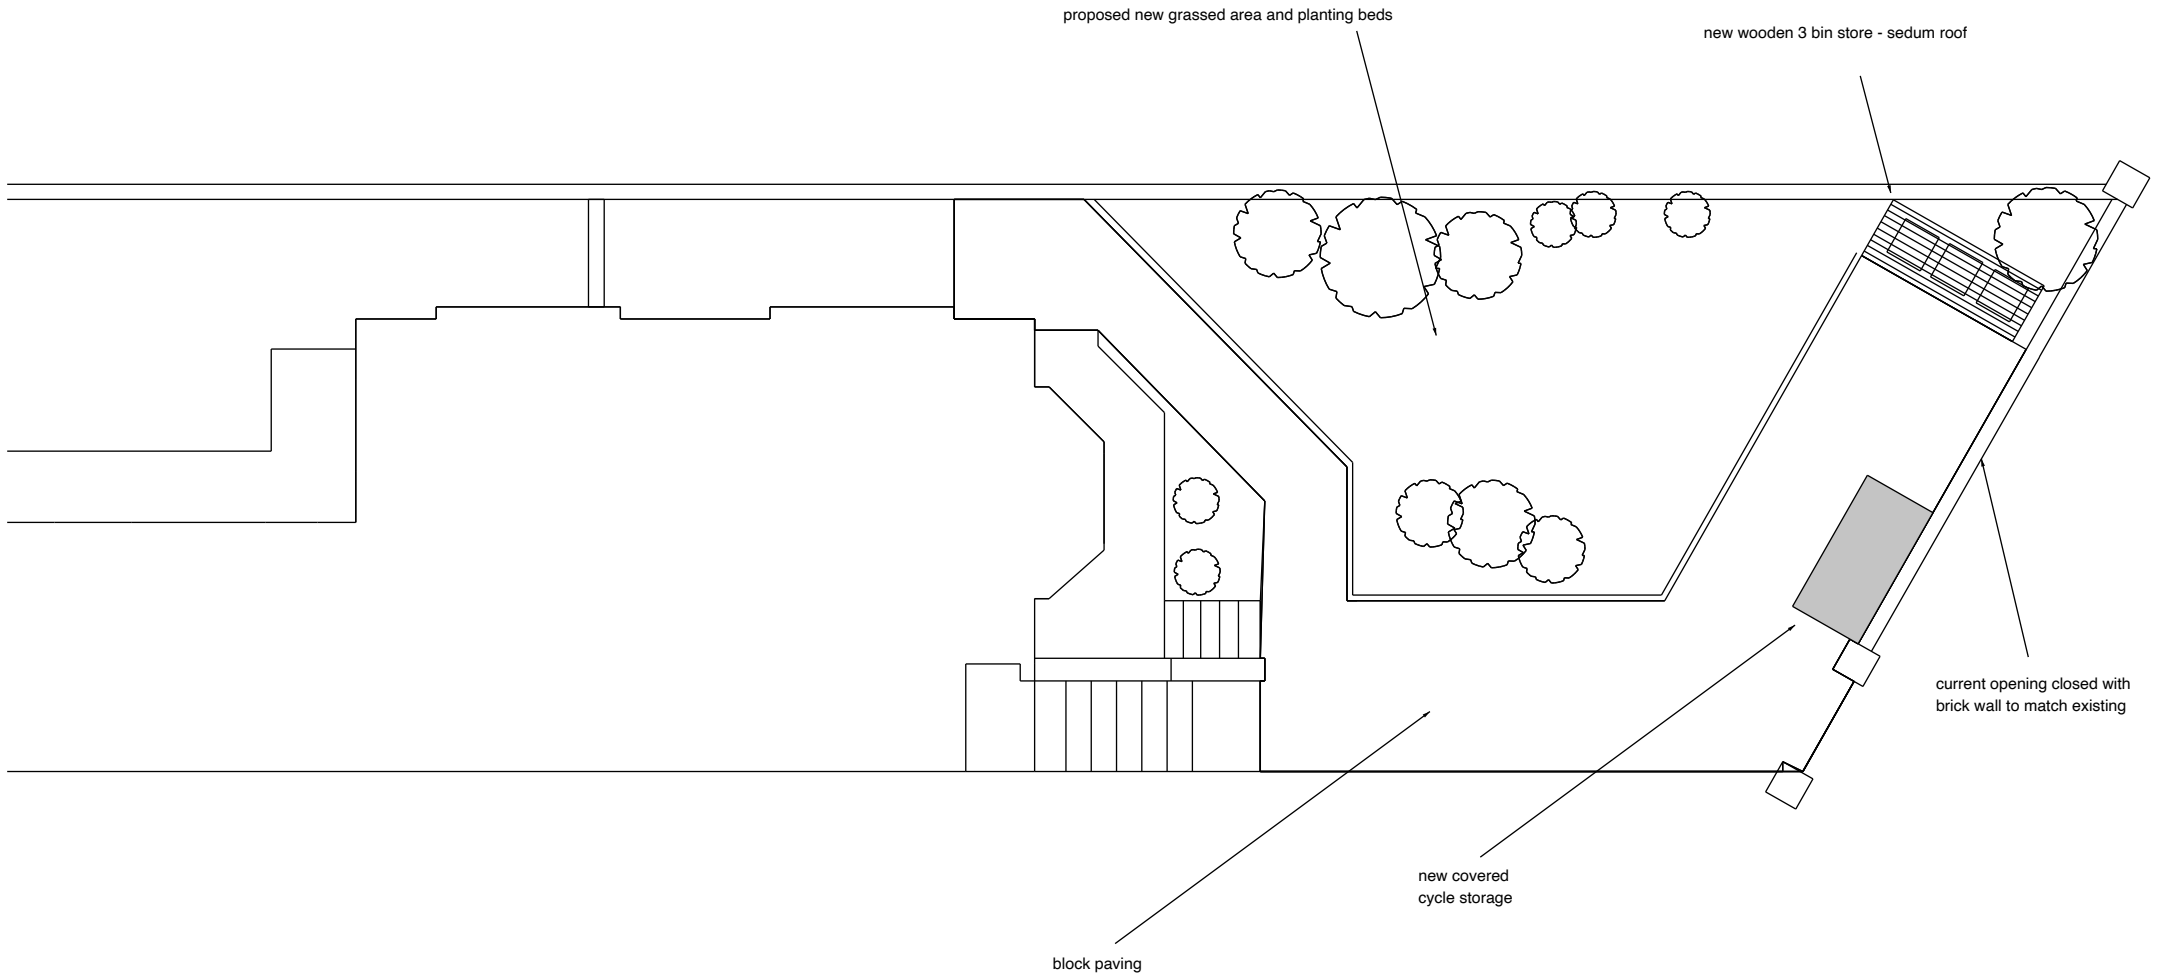 proposed new grassed area and planting beds
new wooden 3 bin store - sedum roof
current opening closed with
brick wall to match existing
new covered
cycle storage
block paving